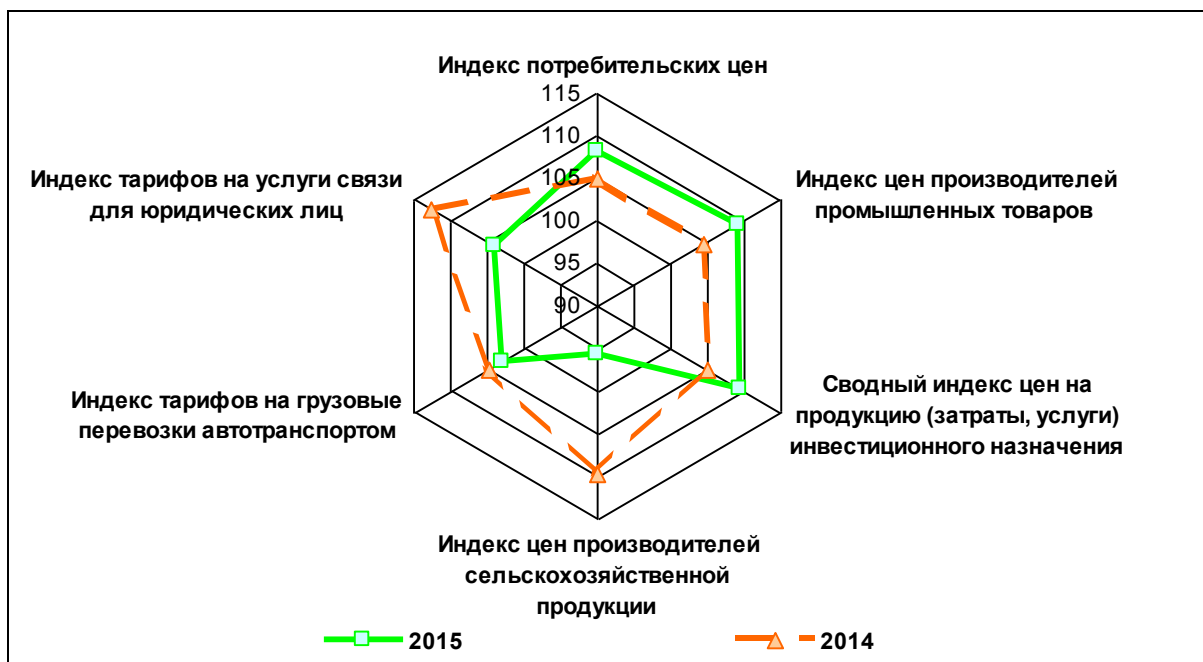 Индекс потребительских цен
115
110
105
100
95
90
Индекс тарифов на услуги связи
для юридических лиц
Индекс цен производителей
промышленных товаров
Индекс тарифов на грузовые
перевозки автотранспортом
Сводный индекс цен на
продукцию (затраты, услуги)
инвестиционного назначения
Индекс цен производителей
сельскохозяйственной
продукции
2015
2014